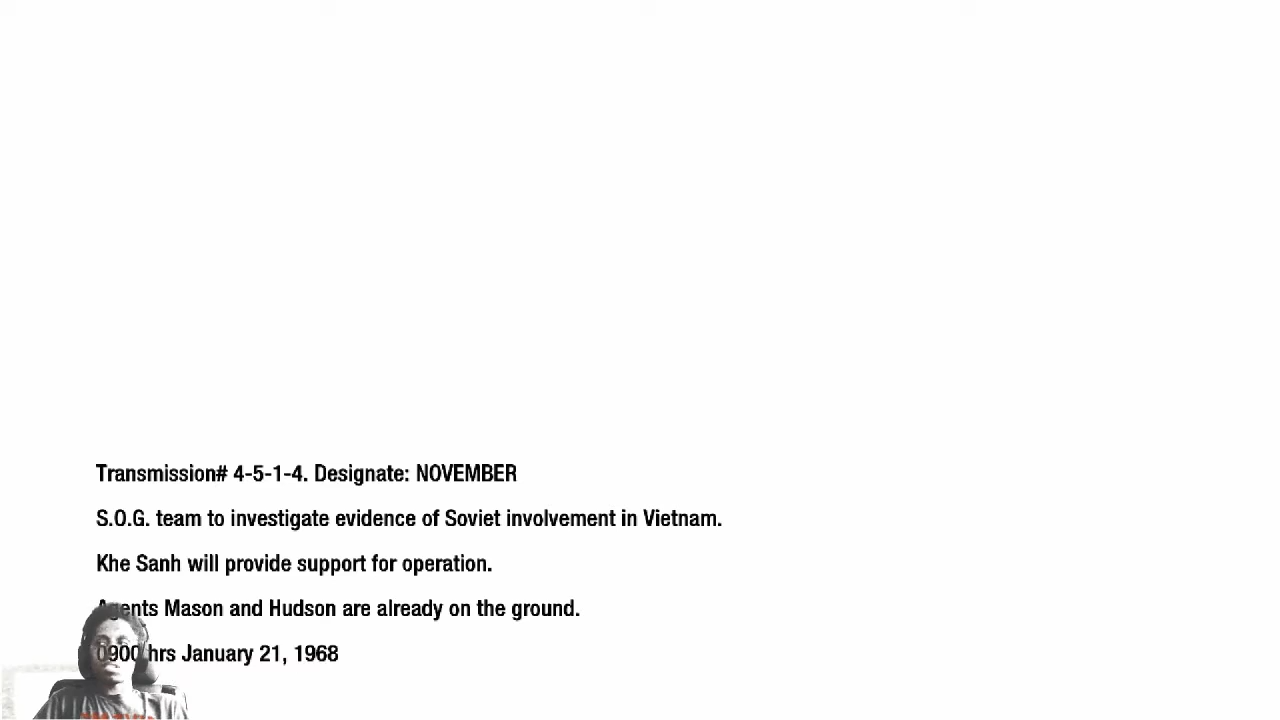 Transmission# 4-5-1-4. Designate: NOVEMBER
S.O.G. team to investigate evidence of Soviet involvement in Vietnam.
Khe Sanh will provide support for operation.
Agents Mason and Hudson are already on the ground.
0900 hrs January 21, 1968